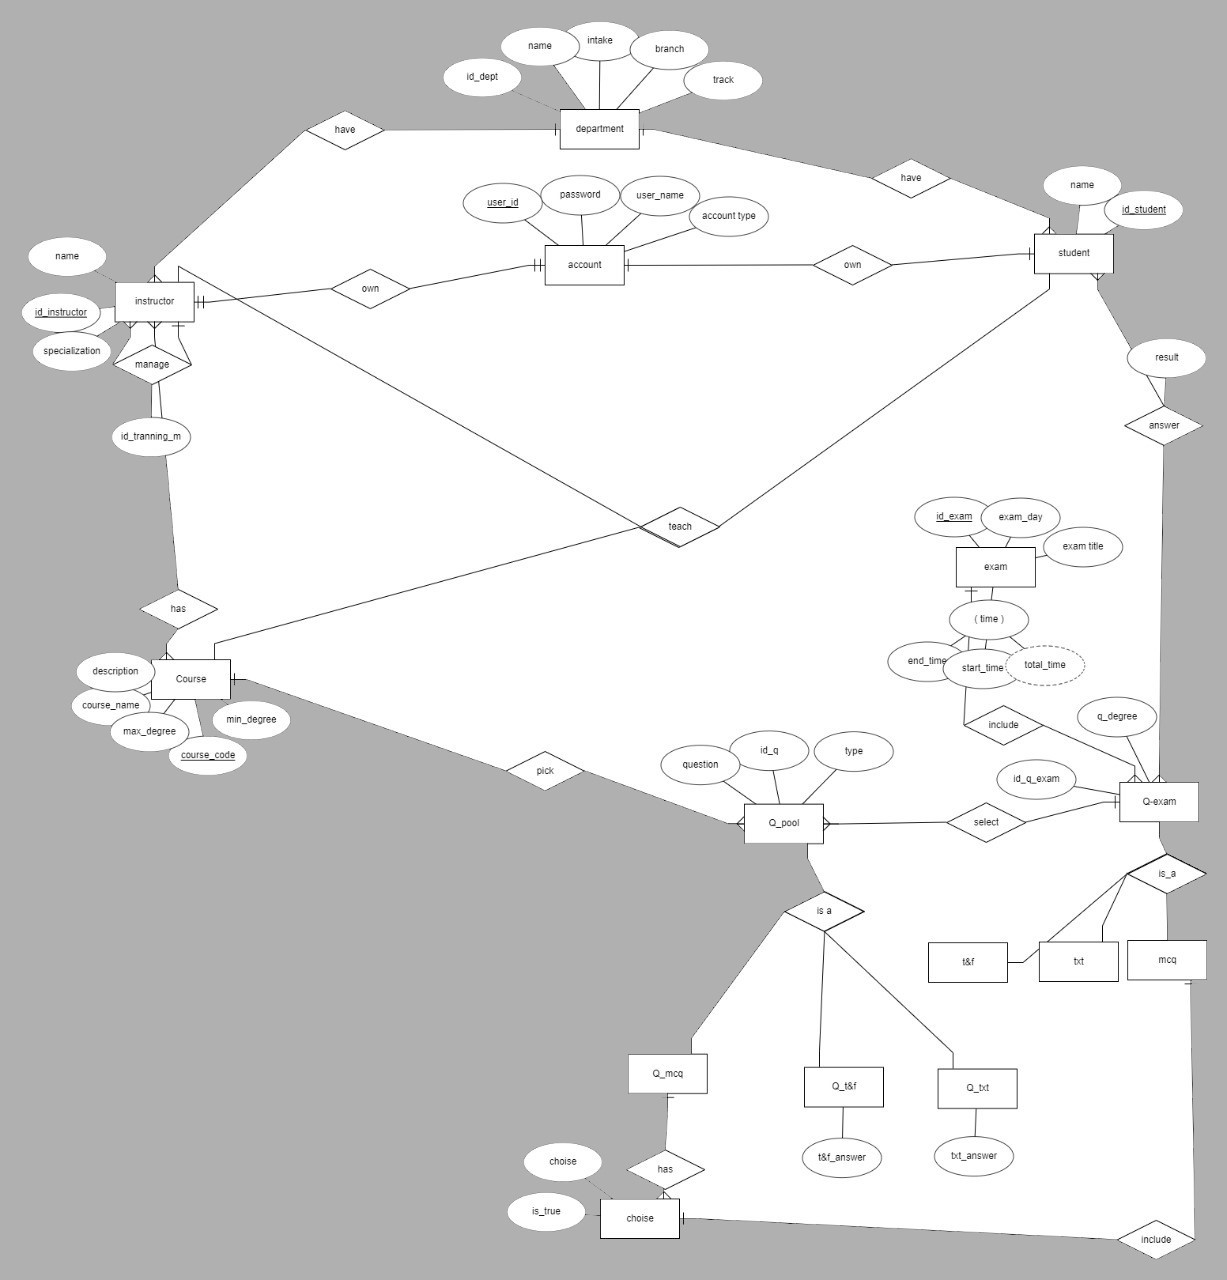 intake
name
branch
id_dept
track
department
have
have
name
id_student
password
user_name
user_id
account type
student
name
account
own
own
instructor
id_instructor
specialization
manage
result
id_tranning_m
answer
id_exam
exam_day
teach
exam title
exam
has
( time )
end_time
start_time
total_time
description
Course
course_name
min_degree
max_degree
course_code
q_degree
include
id_q
type
question
pick
id_q_exam
Q-exam
Q_pool
select
is_a
is a
t&f
txt
mcq
Q_mcq
Q_t&f
Q_txt
t&f_answer
txt_answer
choise
has
is_true
choise
include